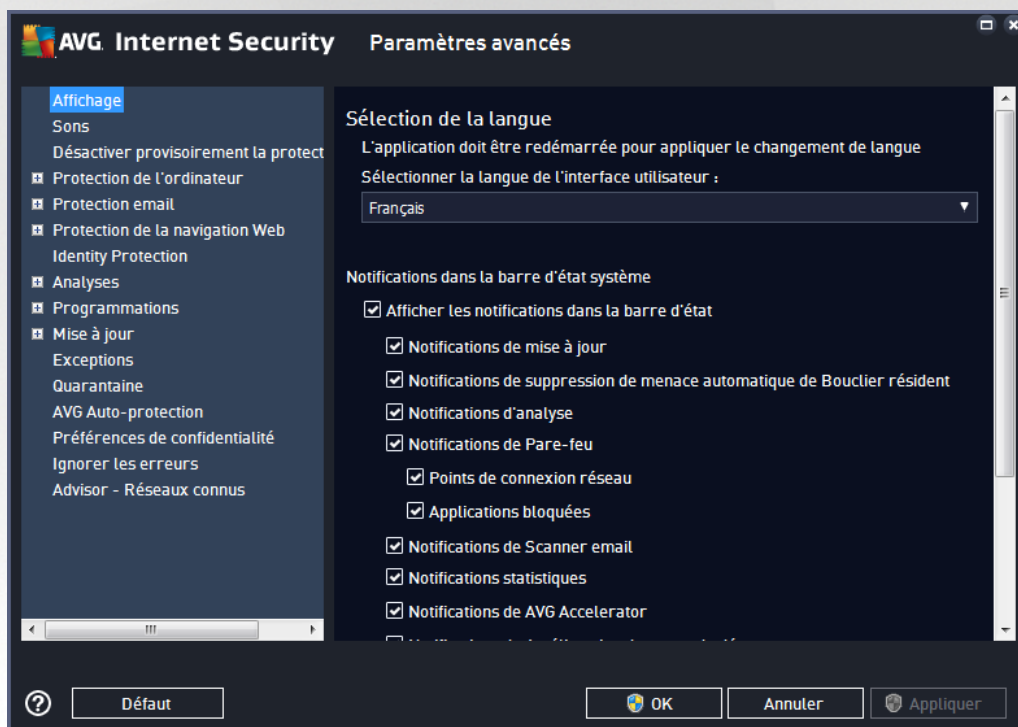 AVG. Internet Security Paramètres avancés
Affichage
Sons
Désactiver provisoirement la protect
Protection de l'ordinateur
Protection email
Protection de la navigation Web
Identity Protection
Analyses
Programmations
Mise à jour
Exceptions
Quarantaine
AVG Auto-protection
Préférences de confidentialité
Ignorer les erreurs
Advisor - Réseaux connus
Sélection de la langue
L'application doit être redémarrée pour appliquer le changement de langue
Sélectionner la langue de l'interface utilisateur :
Français
Notifications dans la barre d'état système
Afficher les notifications dans la barre d'état
Notifications de mise à jour
Notifications de suppression de menace automatique de Bouclier résident
Notifications d'analyse
Notifications de Pare-feu
Points de connexion réseau
Applications bloquées
Notifications de Scanner email
Notifications statistiques
Notifications de AVG Accelerator
Défaut
OK
Annuler
Appliquer